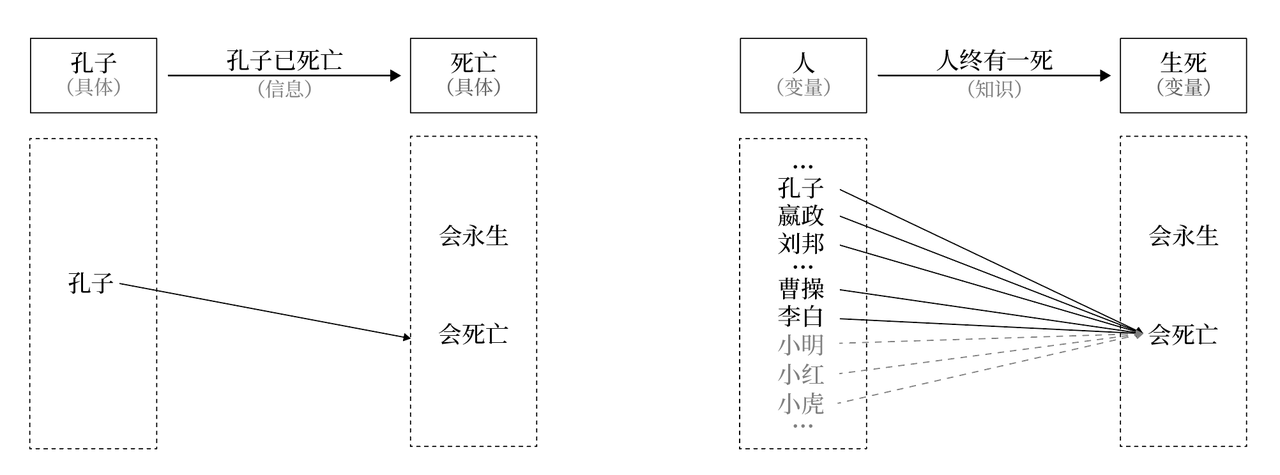 孔子
（具体）
孔子已死亡
（信息）
死亡
（具体）
会永生
孔子
会死亡
人
（变量）
人终有一死
（知识）
生死
（变量）
...
孔子
嬴政
刘邦
...
曹操
李白
小明
小红
小虎
...
会永生
会死亡